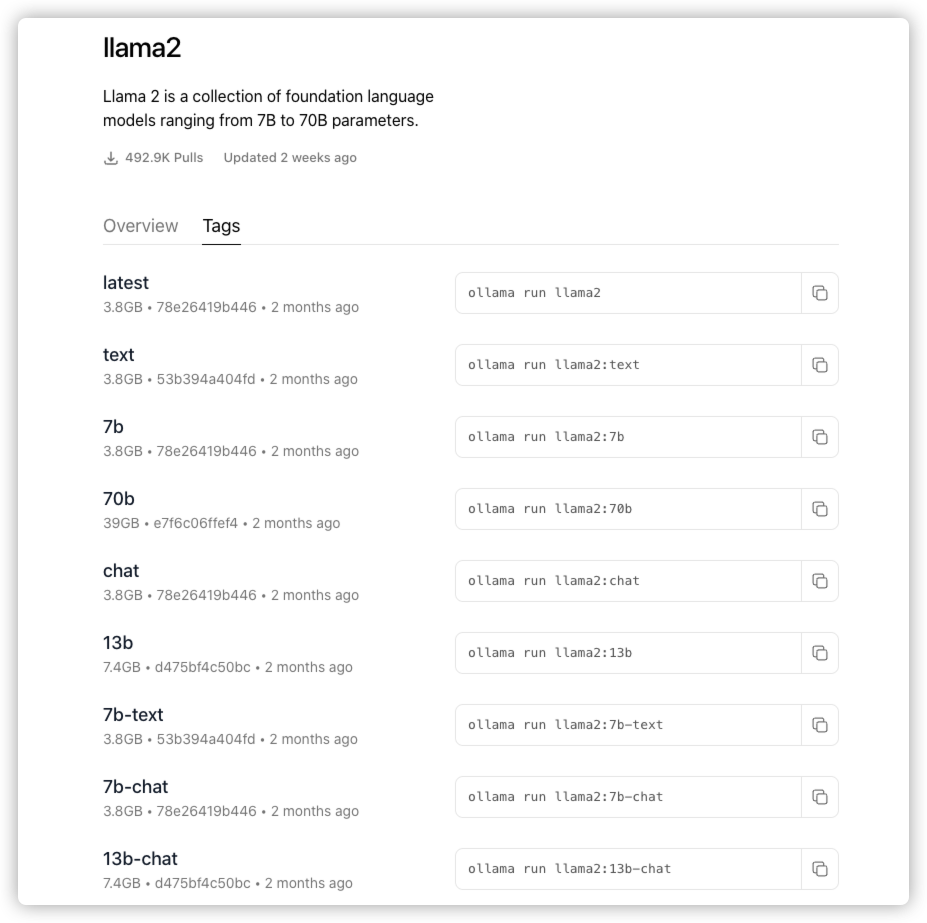 llama2
Llama 2 is a collection of foundation language
models ranging from 7B to 70B parameters.
492.9K Pulls Updated 2 weeks ago
Overview Tags
latest
3.8GB • 78e26419b446 • 2 months ago
ollama run llama2
text
3.8GB • 53b394a404fd • 2 months ago
ollama run llama2:text
7b
3.8GB • 78e26419b446 • 2 months ago
ollama run llama2:7b
70b
39GB • e7f6c06ffef4 • 2 months ago
ollama run llama2:70b
chat
3.8GB • 78e26419b446 • 2 months ago
ollama run llama2:chat
13b
7.4GB • d475bf4c50bc • 2 months ago
ollama run llama2:13b
7b-text
3.8GB • 53b394a404fd • 2 months ago
ollama run llama2:7b-text
7b-chat
3.8GB • 78e26419b446 • 2 months ago
ollama run llama2:7b-chat
13b-chat
7.4GB • d475bf4c50bc • 2 months ago
ollama run llama2:13b-chat